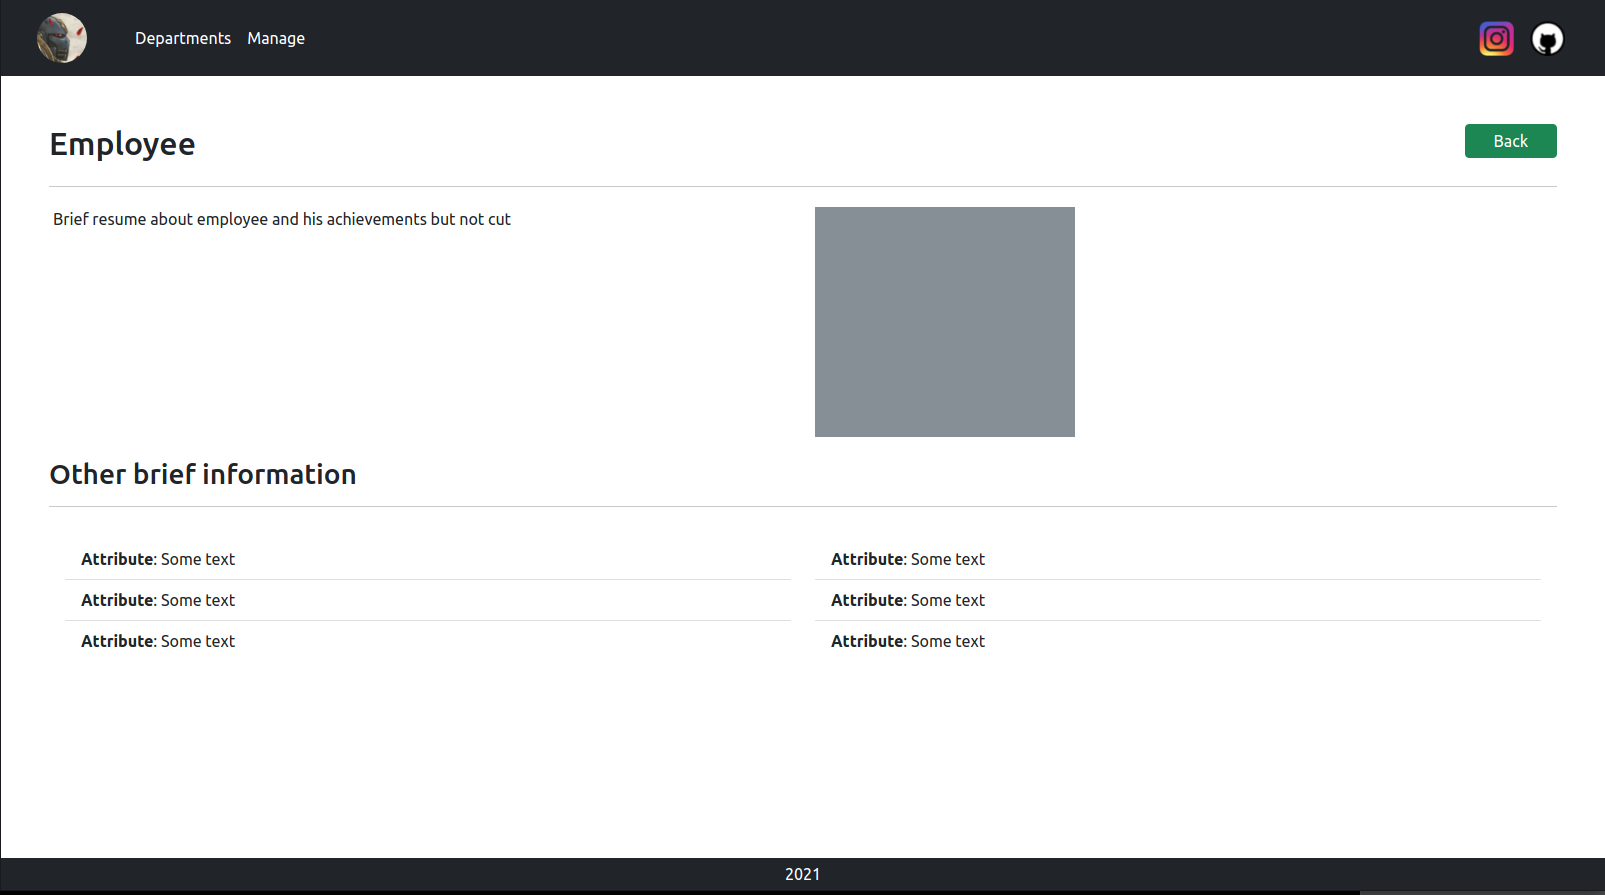 Departments Manage
Employee
Back
Brief resume about employee and his achievements but not cut
Other brief information
Attribute: Some text
Attribute: Some text
Attribute: Some text
Attribute: Some text
Attribute: Some text
Attribute: Some text
2021